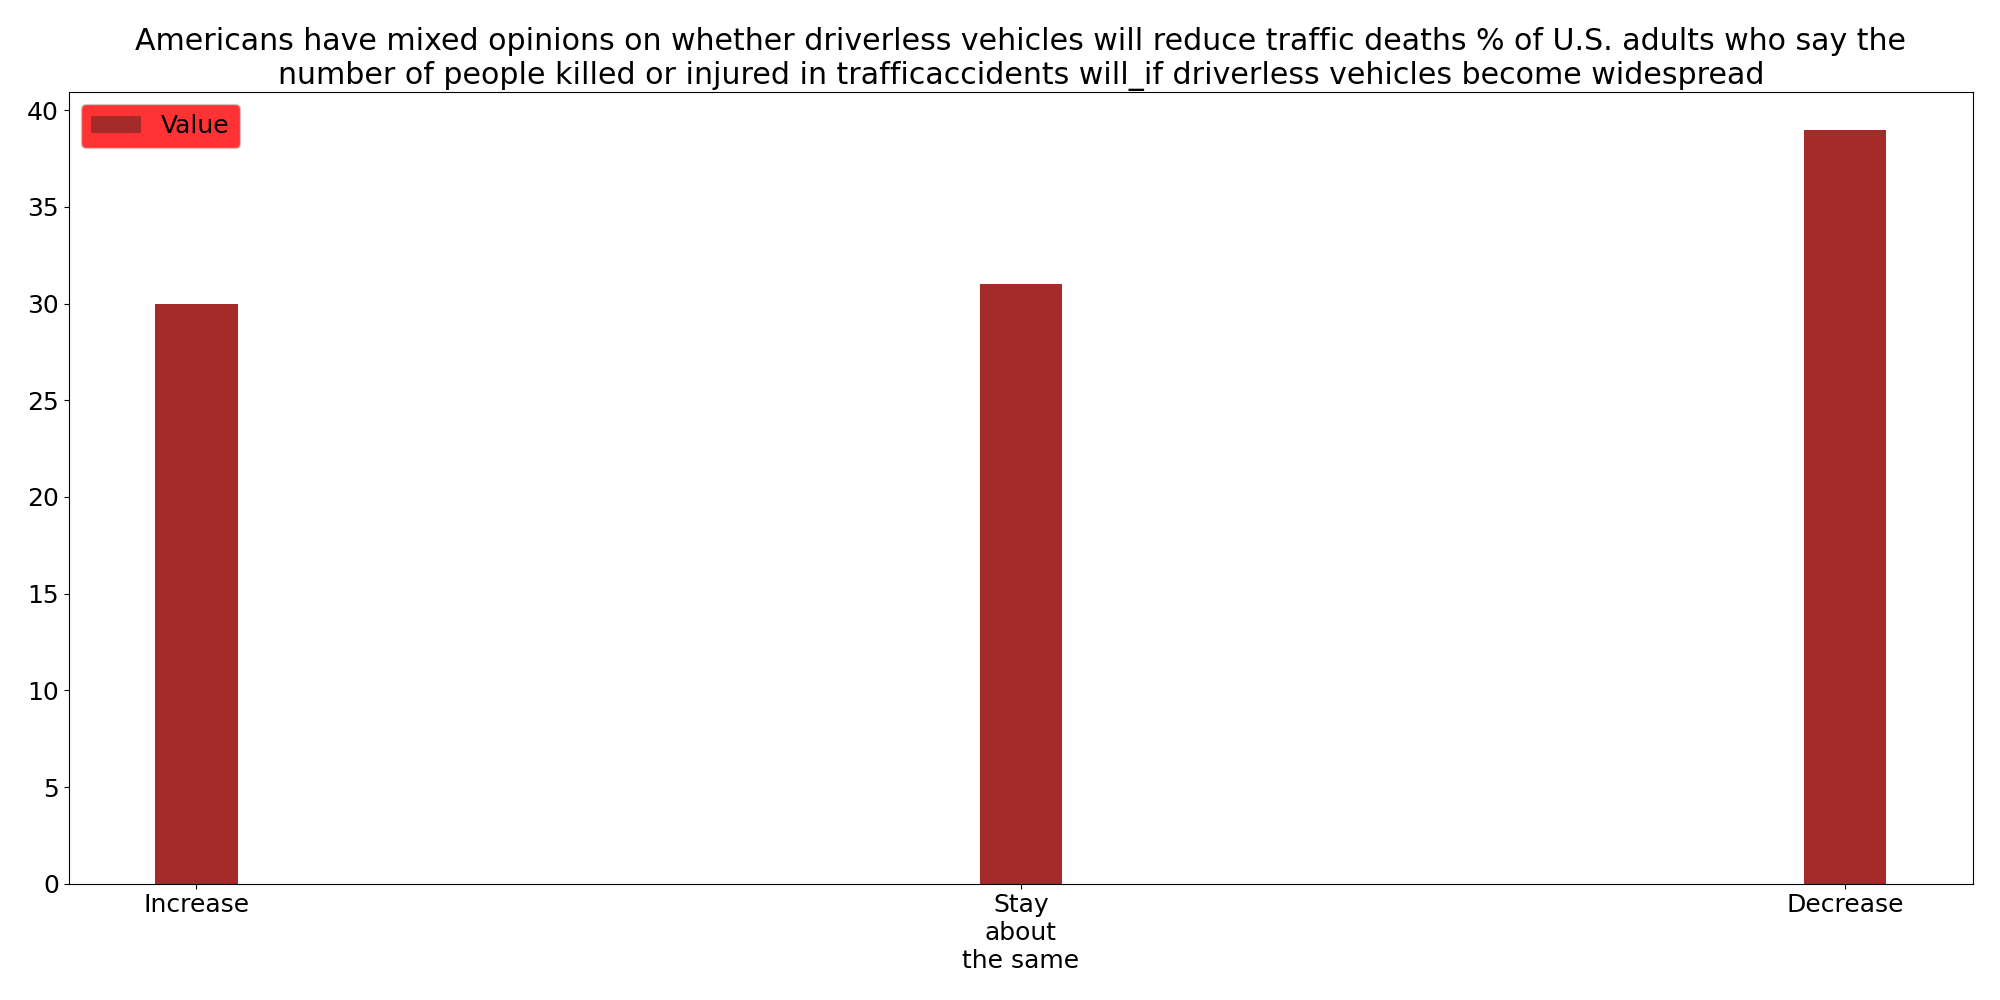 Americans have mixed opinions on whether driverless vehicles will reduce traffic deaths % of U.S. adults who say the
number of people killed or injured in trafficaccidents will_if driverless vehicles become widespread
40
Value
35
30
25
20
15
10
5
0
Increase
Stay
about
the same
Decrease